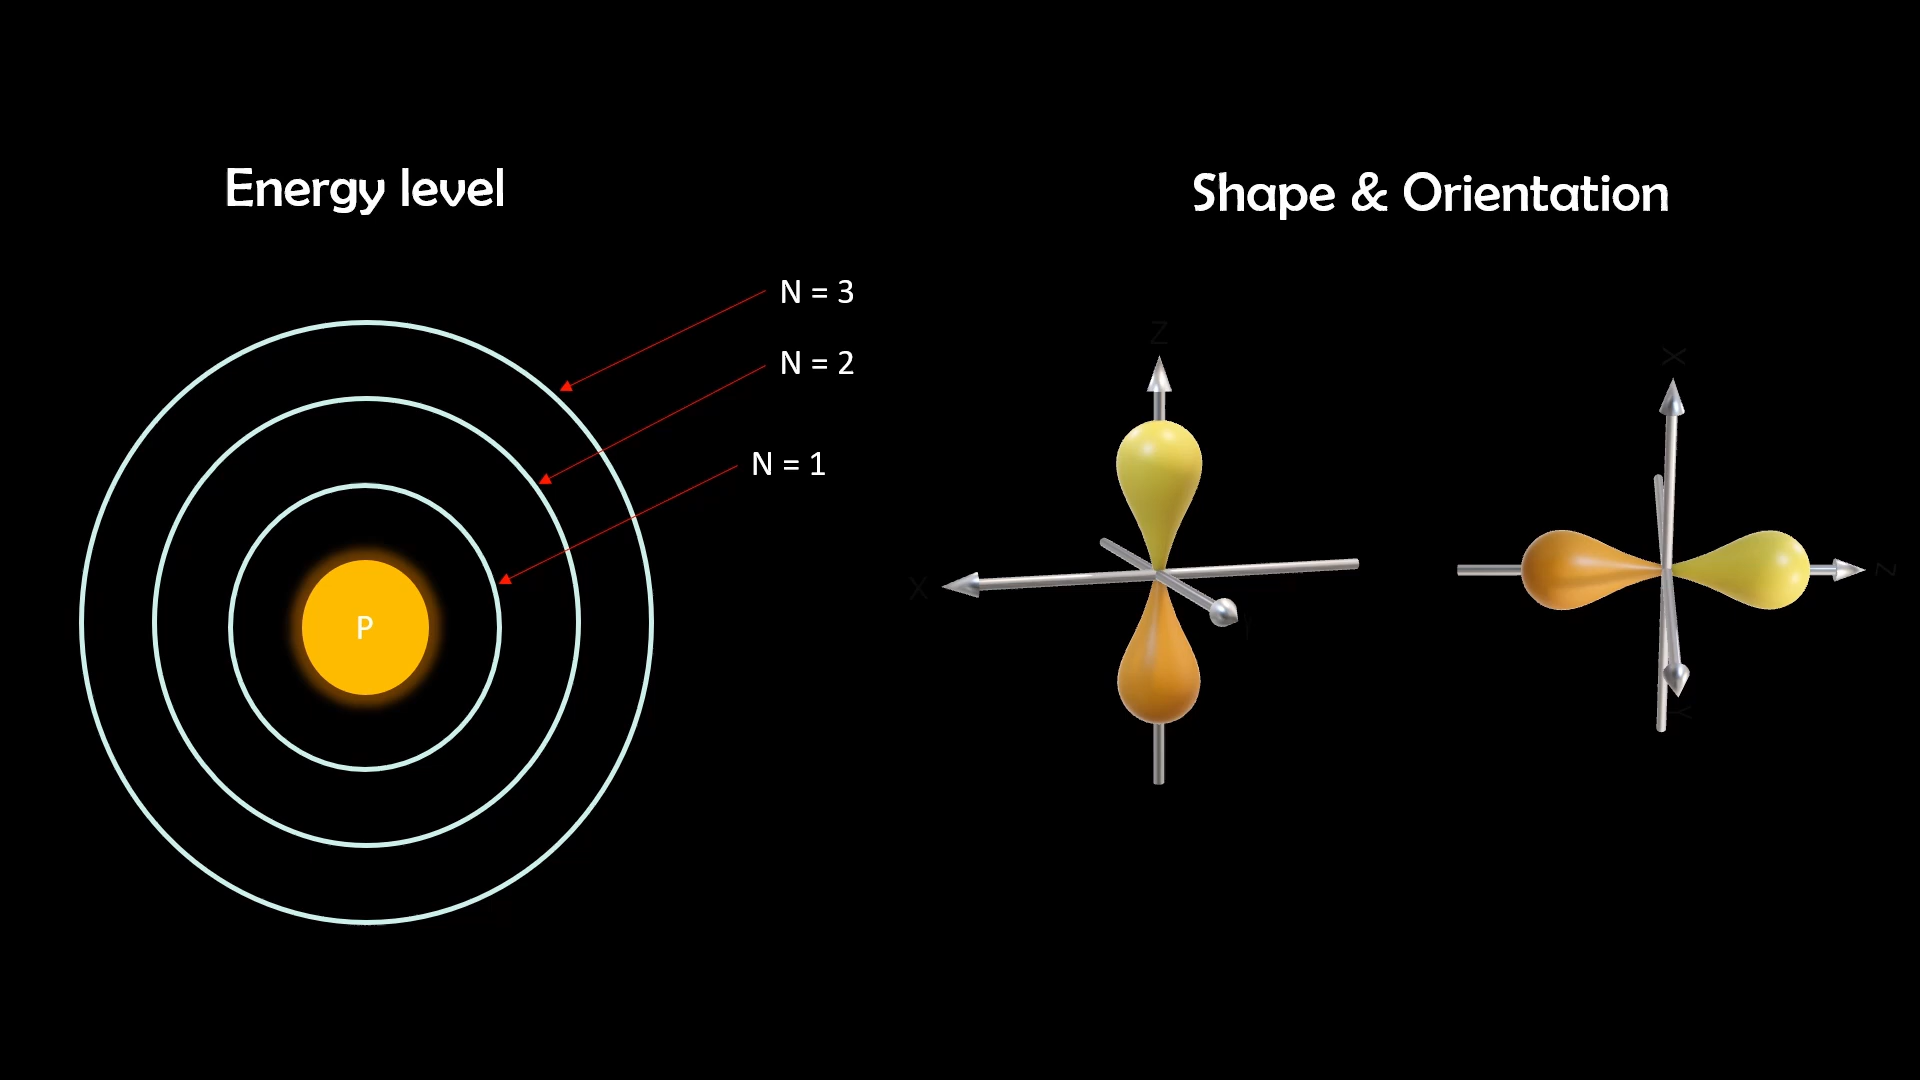 Energy level
Shape & Orientation
N = 3
N = 2
N = 1
P
Z
X
X
Z
Y